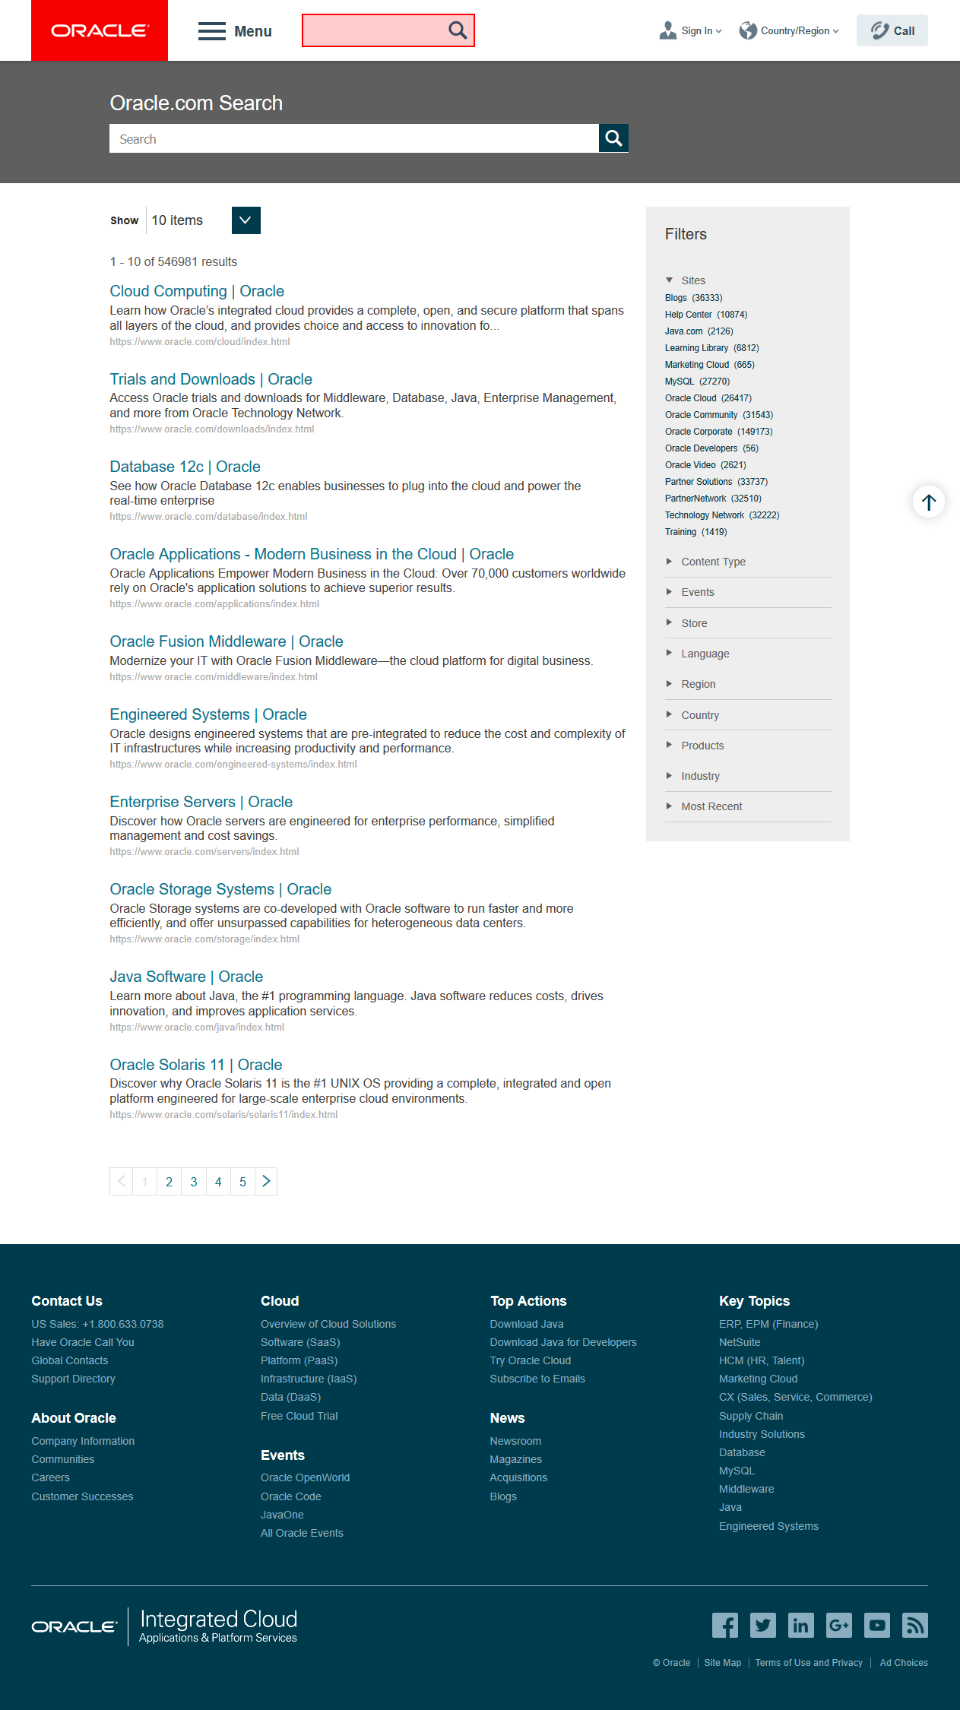 ORACLE
Menu
Sign In
Country/Region
Call
Oracle.com Search
Search
Show
10 items
1 - 10 of 546981 results
Cloud Computing | Oracle
Learn how Oracle's integrated cloud provides a complete, open, and secure platform that spans
all layers of the cloud, and provides choice and access to innovation fo...
https://www.oracle.com/cloud/index.html
Trials and Downloads | Oracle
Access Oracle trials and downloads for Middleware, Database, Java, Enterprise Management,
and more from Oracle Technology Network.
https://www.oracle.com/downloads/index.html
Database 12c | Oracle
See how Oracle Database 12c enables businesses to plug into the cloud and power the
real-time enterprise
https://www.oracle.com/database/index.html
Oracle Applications - Modern Business in the Cloud | Oracle
Oracle Applications Empower Modern Business in the Cloud: Over 70,000 customers worldwide
rely on Oracle's application solutions to achieve superior results.
https://www.oracle.com/applications/index.html
Oracle Fusion Middleware | Oracle
Modernize your IT with Oracle Fusion Middleware—the cloud platform for digital business.
https://www.oracle.com/middleware/index.html
Engineered Systems | Oracle
Oracle designs engineered systems that are pre-integrated to reduce the cost and complexity of
IT infrastructures while increasing productivity and performance.
https://www.oracle.com/engineered-systems/index.html
Enterprise Servers | Oracle
Discover how Oracle servers are engineered for enterprise performance, simplified
management and cost savings.
https://www.oracle.com/servers/index.html
Oracle Storage Systems | Oracle
Oracle Storage systems are co-developed with Oracle software to run faster and more
efficiently, and offer unsurpassed capabilities for heterogeneous data centers.
https://www.oracle.com/storage/index.html
Java Software | Oracle
Learn more about Java, the #1 programming language. Java software reduces costs, drives
innovation, and improves application services.
https://www.oracle.com/java/index.html
Oracle Solaris 11 | Oracle
Discover why Oracle Solaris 11 is the #1 UNIX OS providing a complete, integrated and open
platform engineered for large-scale enterprise cloud environments.
https://www.oracle.com/solaris/solaris11/index.html
1 2 3 4 5
Filters
Sites
Blogs (36333)
Help Center (10874)
Java.com (2126)
Learning Library (6812)
Marketing Cloud (665)
MySQL (27270)
Oracle Cloud (26417)
Oracle Community (31543)
Oracle Corporate (149173)
Oracle Developers (56)
Oracle Video (2621)
Partner Solutions (33737)
PartnerNetwork (32510)
Technology Network (32222)
Training (1419)
Content Type
Events
Store
Language
Region
Country
Products
Industry
Most Recent
Contact Us
US Sales: +1.800.633.0738
Have Oracle Call You
Global Contacts
Support Directory
About Oracle
Company Information
Communities
Careers
Customer Successes
Cloud
Overview of Cloud Solutions
Software (SaaS)
Platform (PaaS)
Infrastructure (IaaS)
Data (DaaS)
Free Cloud Trial
Events
Oracle OpenWorld
Oracle Code
JavaOne
All Oracle Events
Top Actions
Download Java
Download Java for Developers
Try Oracle Cloud
Subscribe to Emails
News
Newsroom
Magazines
Acquisitions
Blogs
Key Topics
ERP, EPM (Finance)
NetSuite
HCM (HR, Talent)
Marketing Cloud
CX (Sales, Service, Commerce)
Supply Chain
Industry Solutions
Database
MySQL
Middleware
Java
Engineered Systems
ORACLE
Integrated Cloud
Applications & Platform Services
© Oracle | Site Map | Terms of Use and Privacy | Ad Choices